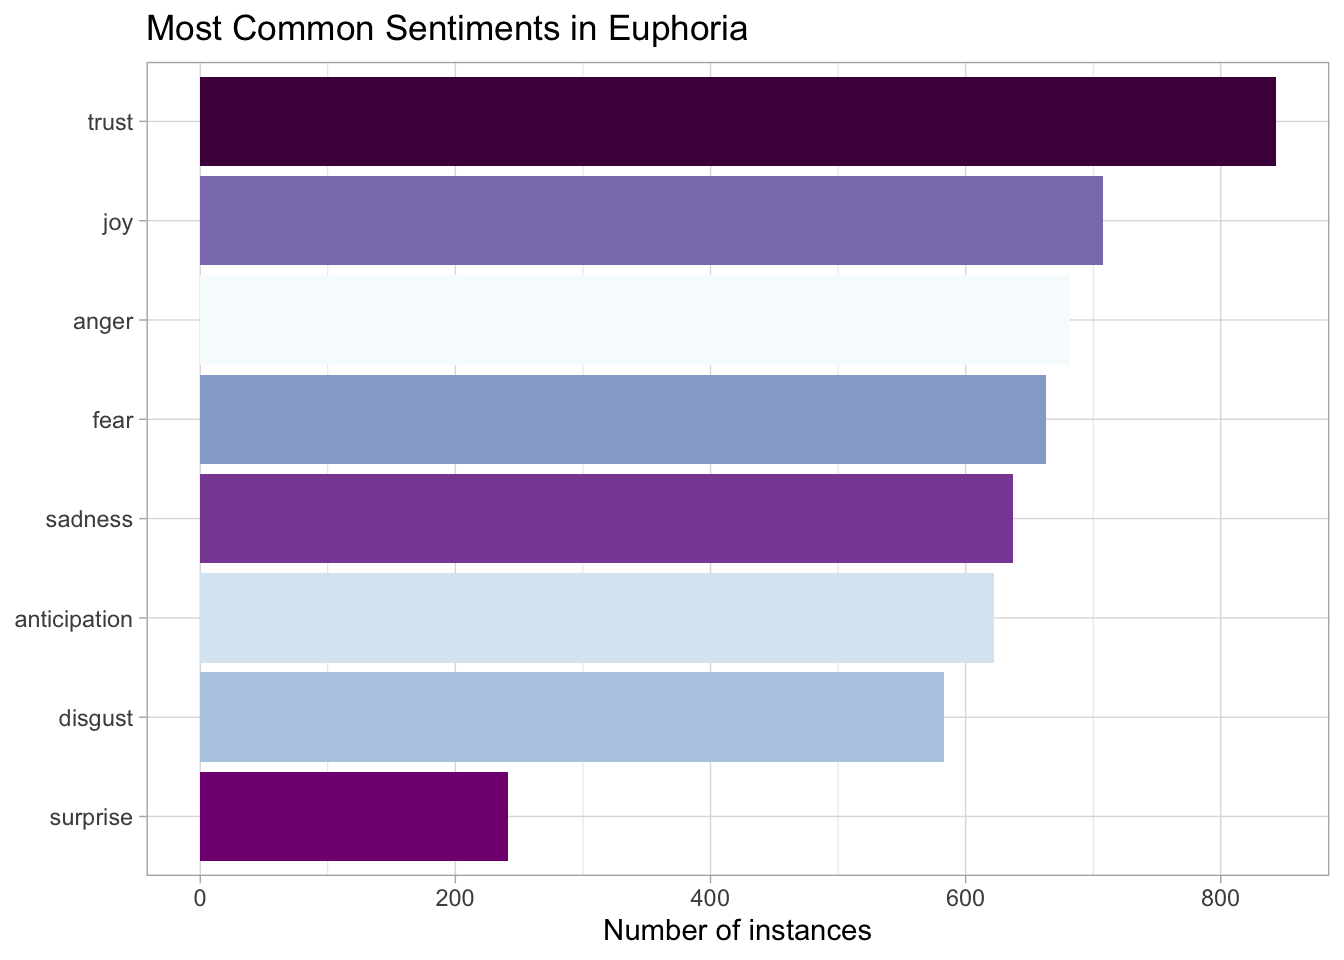 Most Common Sentiments in Euphoria
trust
joy
anger
fear
sadness
anticipation
disgust
surprise
0 200 400 600 800
Number of instances